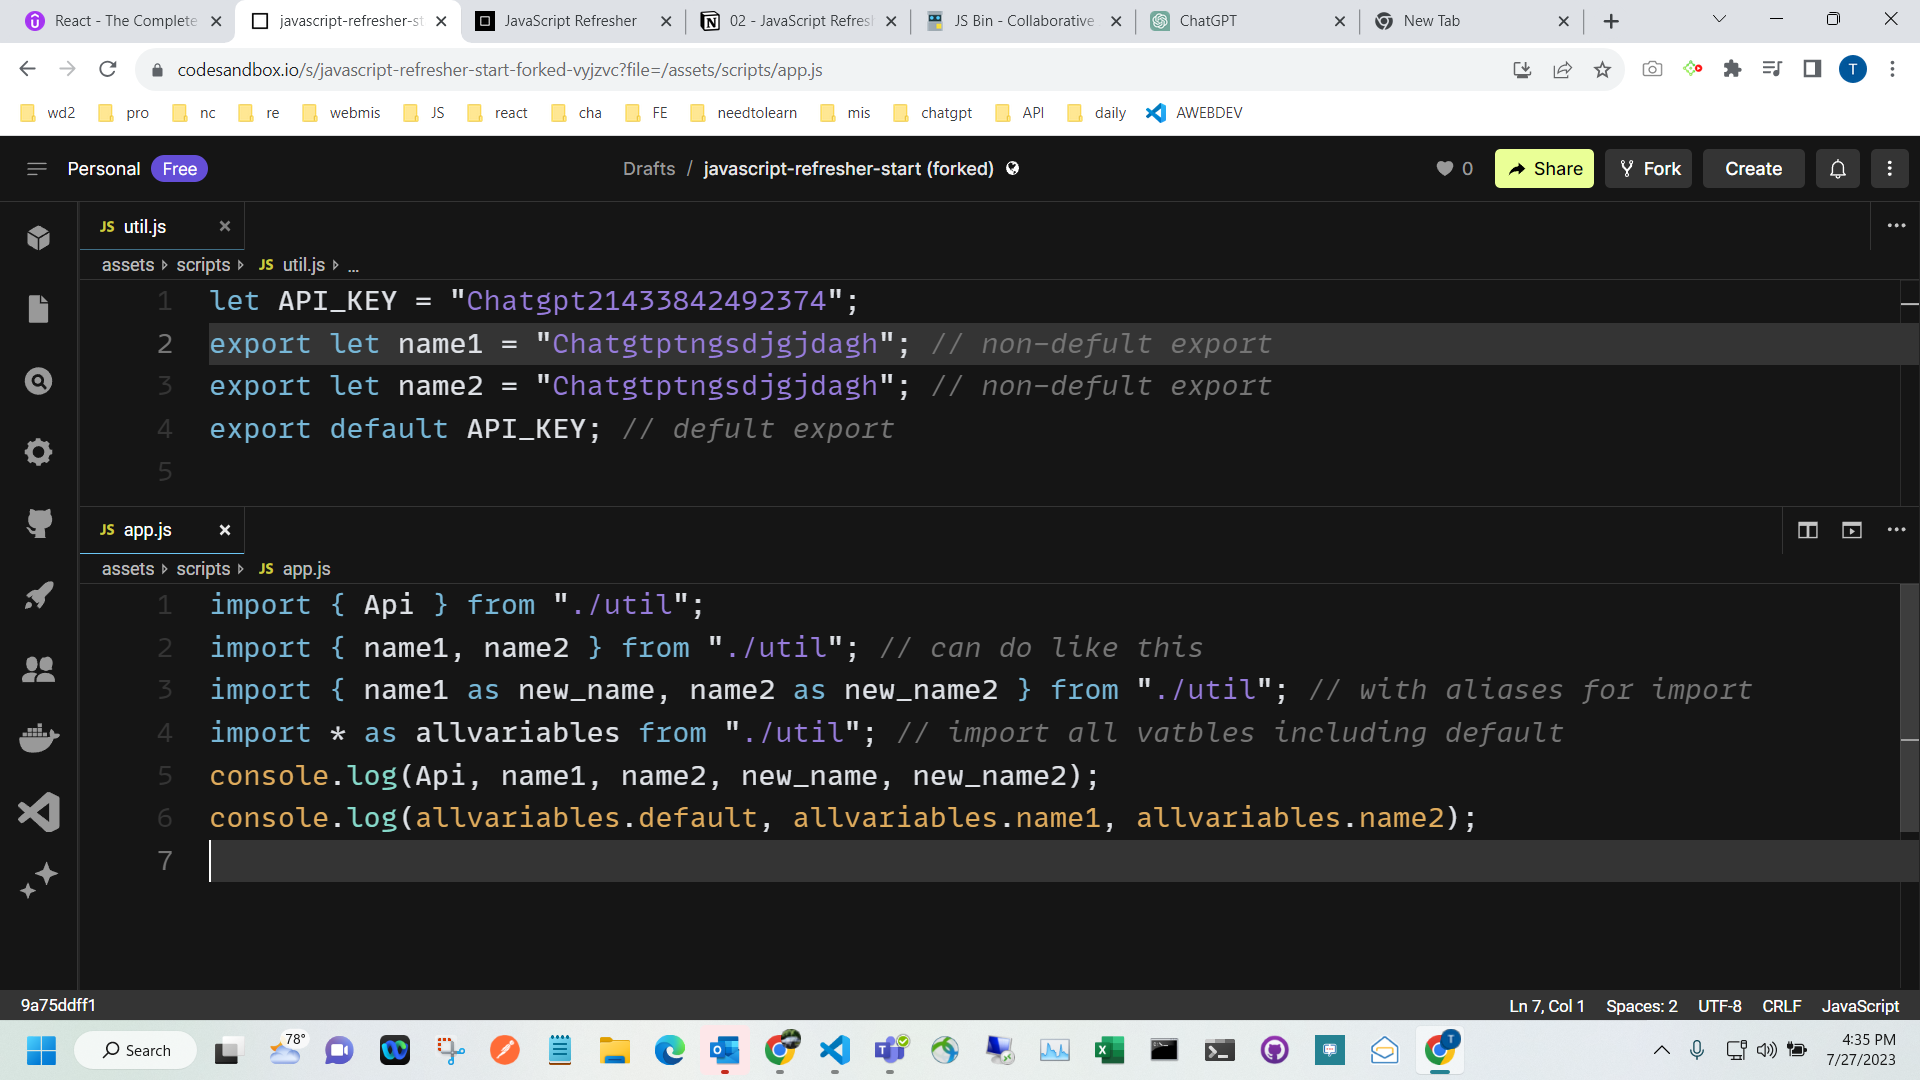 React - The Complete
javascript-refresher-st
JavaScript Refresher
02 - JavaScript Refres
JS Bin - Collaborative
ChatGPT
New Tab
codesandbox.io/s/javascript-refresher-start-forked-vyjzvc?file=/assets/scripts/app.js
T
wd2 pro nc re webmis JS react cha FE needtolearn mis chatgpt API daily AWEBDEV
Personal Free Drafts / javascript-refresher-start (forked) 0 Share Fork Create
JS util.js
assets scripts JS util.js ...
1 let API_KEY = "Chatgpt21433842492374";
2 export let name1 = "Chatgtptngsdjgjdagh"; // non-defult export
3 export let name2 = "Chatgtptngsdjgjdagh"; // non-defult export
4 export default API_KEY; // defult export
5
JS app.js
assets scripts JS app.js
1 import { Api } from "./util";
2 import { name1, name2 } from "./util"; // can do like this
3 import { name1 as new_name, name2 as new_name2 } from "./util"; // with aliases for import
4 import * as allvariables from "./util"; // import all vatbles including default
5 console.log(Api, name1, name2, new_name, new_name2);
6 console.log(allvariables.default, allvariables.name1, allvariables.name2);
7
9a75ddff1 Ln 7, Col 1 Spaces: 2 UTF-8 CRLF JavaScript
Search 78° T 4:35 PM
7/27/2023